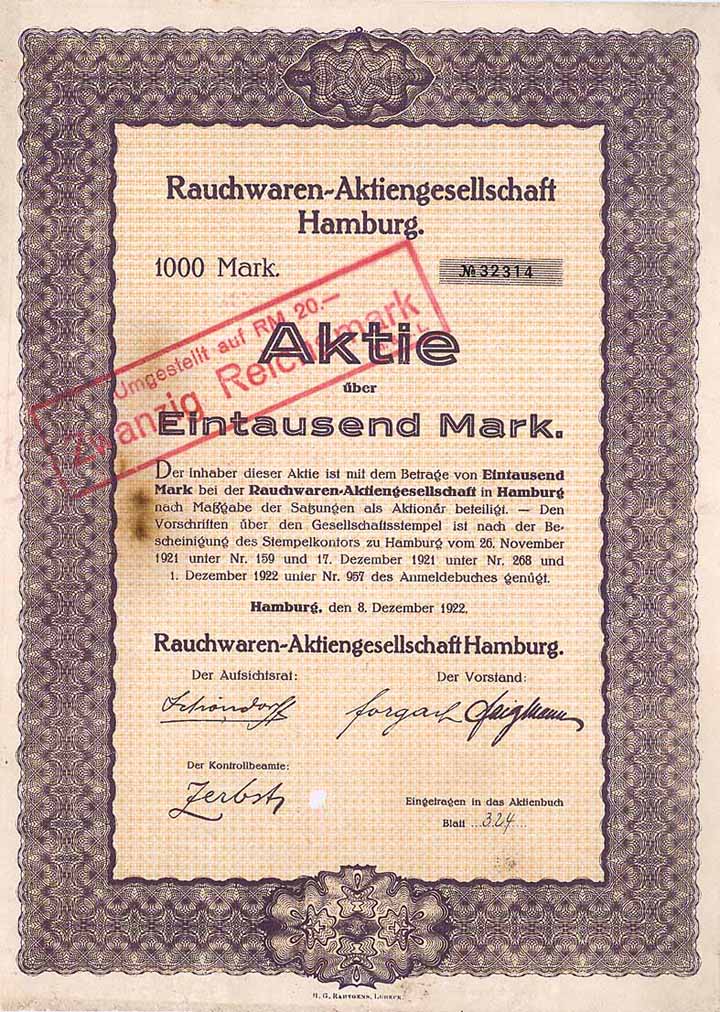 Rauchwaren-Aktiengesellschaft
Hamburg.
1000 Mark.
№ 32314
Umgestellt auf RM. 20.—
Zwanzig Reichsmark
Aktie
über
Eintausend Mark.
Der Inhaber dieser Aktie ist mit dem Betrage von Eintausend
Mark bei der Rauchwaren-Aktiengesellschaft in Hamburg
nach Maßgabe der Satzungen als Aktionär beteiligt. — Den
Vorschriften über den Gesellschaftsstempel ist nach der Be-
scheinigung des Stempelkontors zu Hamburg vom 26. November
1921 unter Nr. 159 und 17. Dezember 1921 unter Nr. 268 und
1. Dezember 1922 unter Nr. 957 des Anmeldebuches genügt.
Hamburg, den 8. Dezember 1922.
Rauchwaren-Aktiengesellschaft Hamburg.
Der Aufsichtsrat:
Der Vorstand:
Schöndorff
forgach
Der Kontrollbeamte:
Zerbst
Eingetragen in das Aktienbuch
Blatt ...324....
H. G. RAHTGENS, LÜBECK.